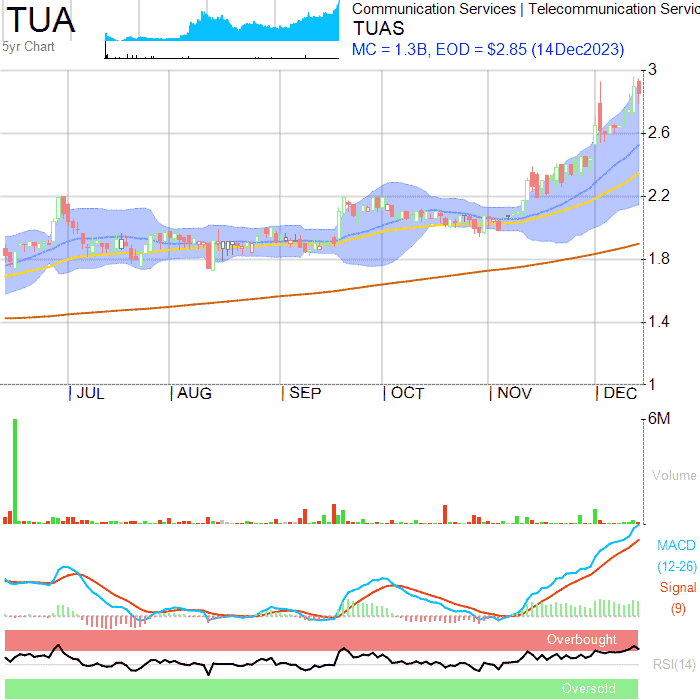 TUA
5yr Chart
Communication Services | Telecommunication Servic
TUAS
MC = 1.3B, EOD = $2.85 (14Dec2023)
3
2.6
2.2
1.8
1.4
1
JUL
AUG
SEP
OCT
NOV
DEC
6M
Volume
MACD
(12-26)
Signal
(9)
Overbought
RSI(14)
Oversold